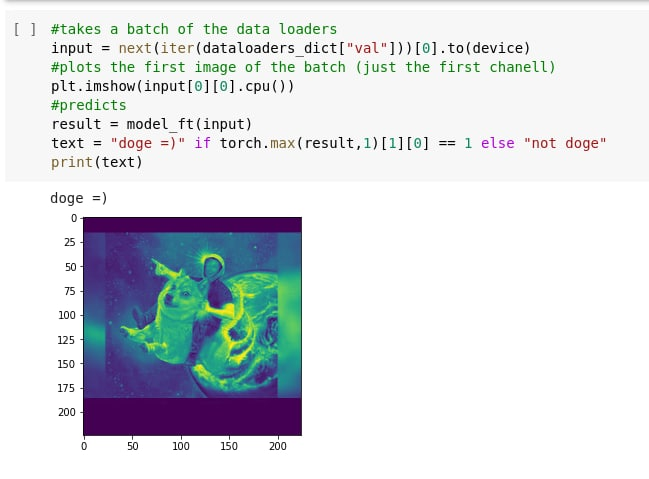 [ ] #takes a batch of the data loaders
input = next(iter(dataloaders_dict["val"]))[0].to(device)
#plots the first image of the batch (just the first chanell)
plt.imshow(input[0][0].cpu())
#predicts
result = model_ft(input)
text = "doge =)" if torch.max(result,1)[1][0] == 1 else "not doge"
print(text)
doge =)
0
25
50
75
100
125
150
175
200
0 50 100 150 200